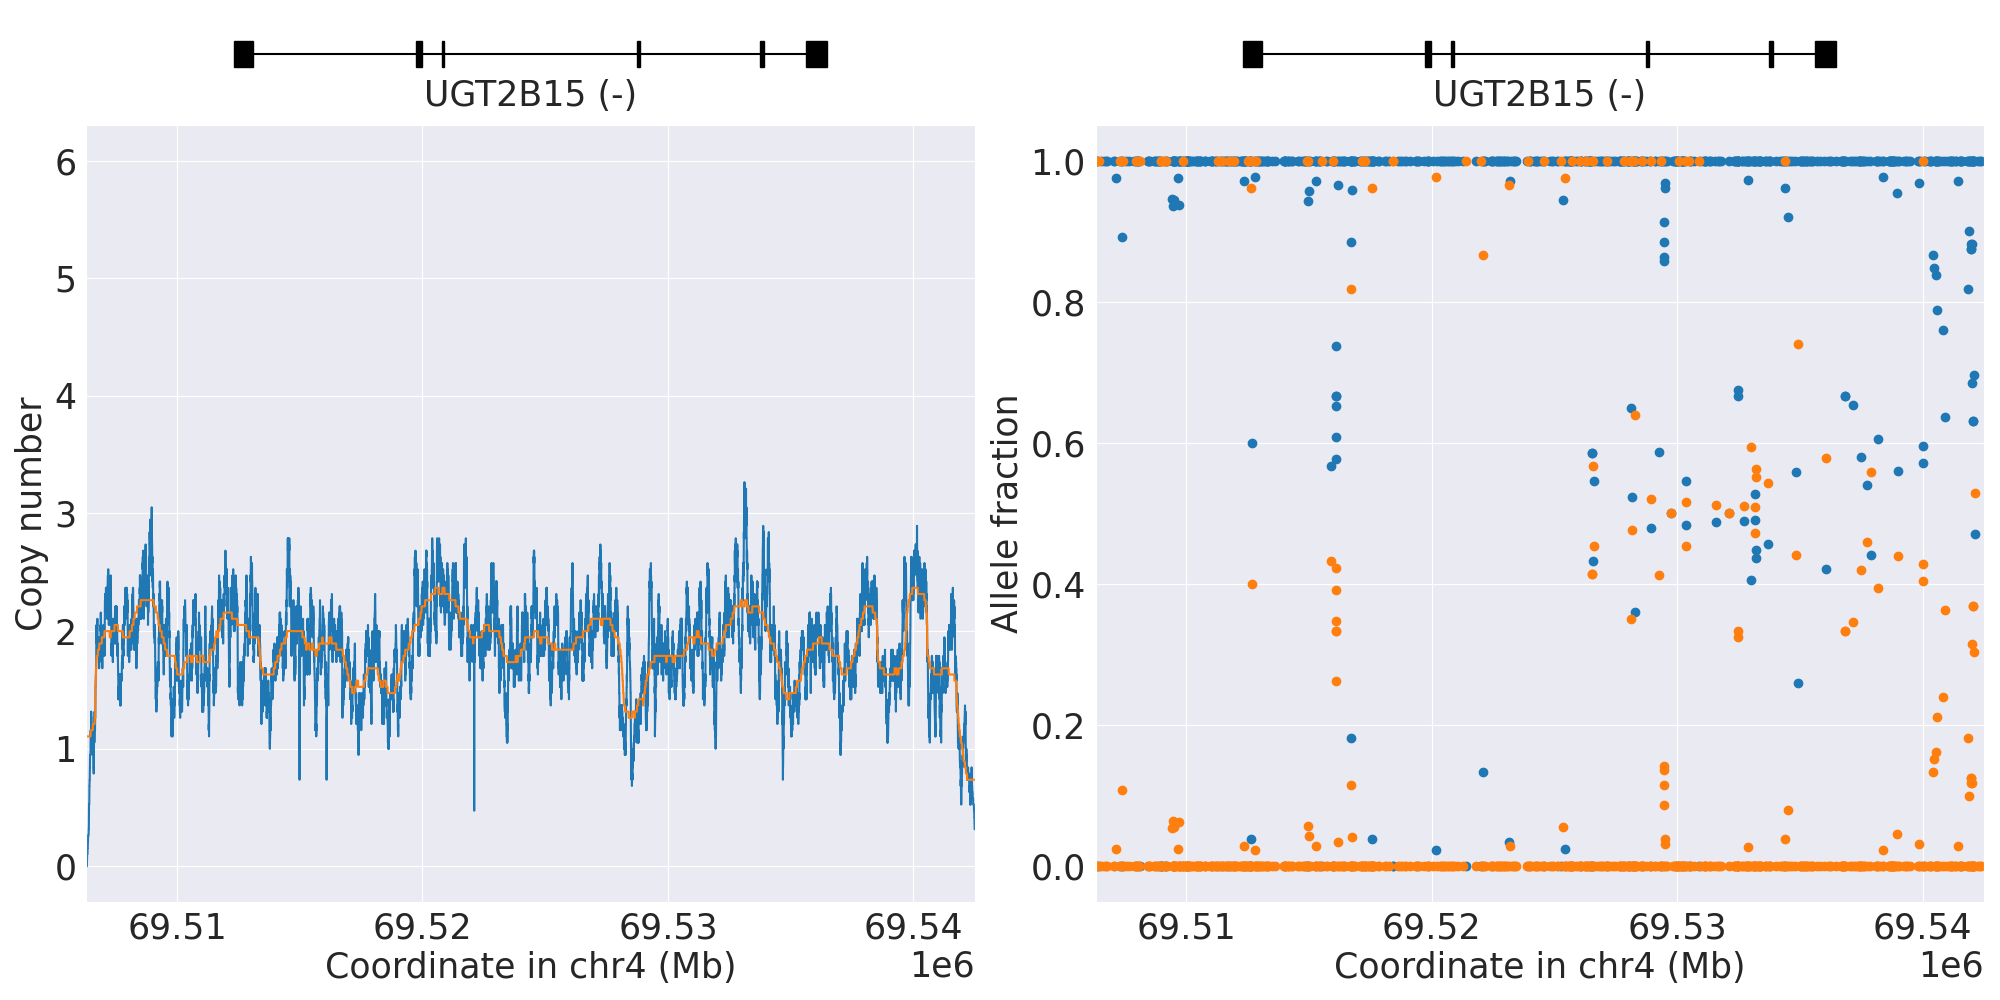 UGT2B15 (-)
UGT2B15 (-)
Copy number
6
5
4
3
2
1
0
69.51 69.52 69.53 69.54
Coordinate in chr4 (Mb)
1e6
Allele fraction
1.0
0.8
0.6
0.4
0.2
0.0
69.51 69.52 69.53 69.54
Coordinate in chr4 (Mb)
1e6